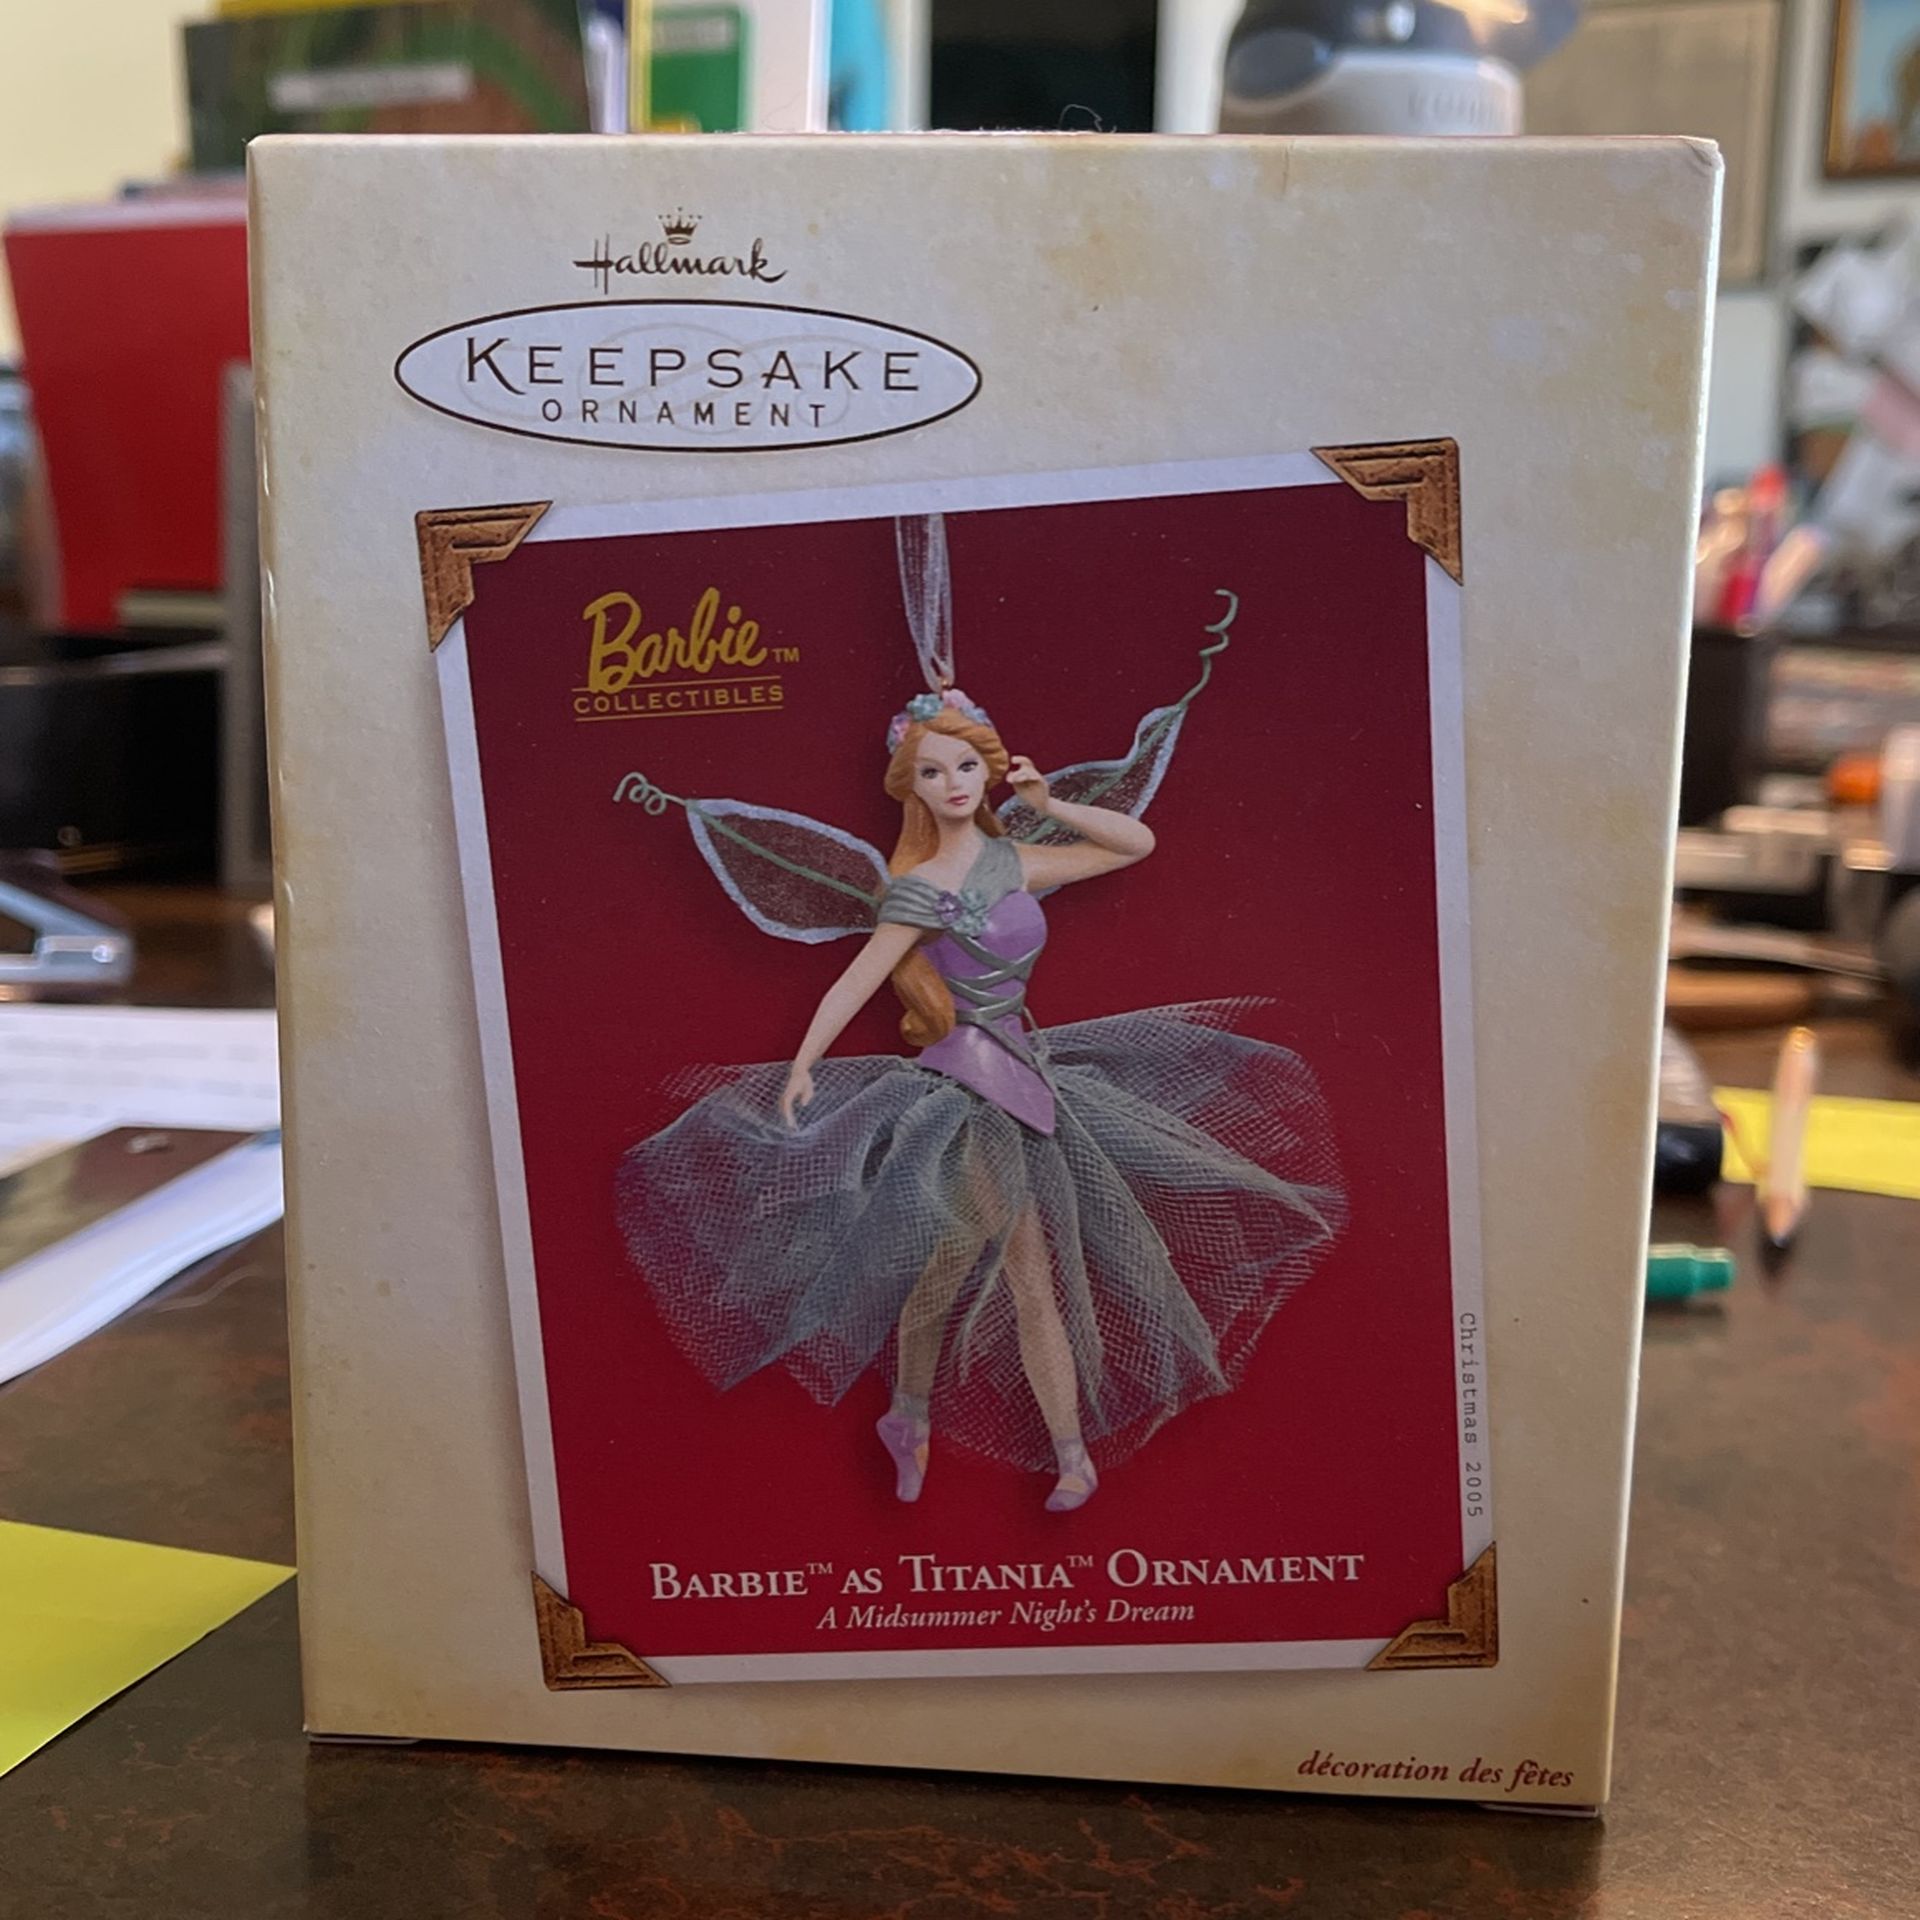 Hallmark
KEEPSAKE
ORNAMENT
Barbie™
COLLECTIBLES
Christmas 2005
BARBIE™ AS TITANIA™ ORNAMENT
A Midsummer Night's Dream
décoration des fêtes